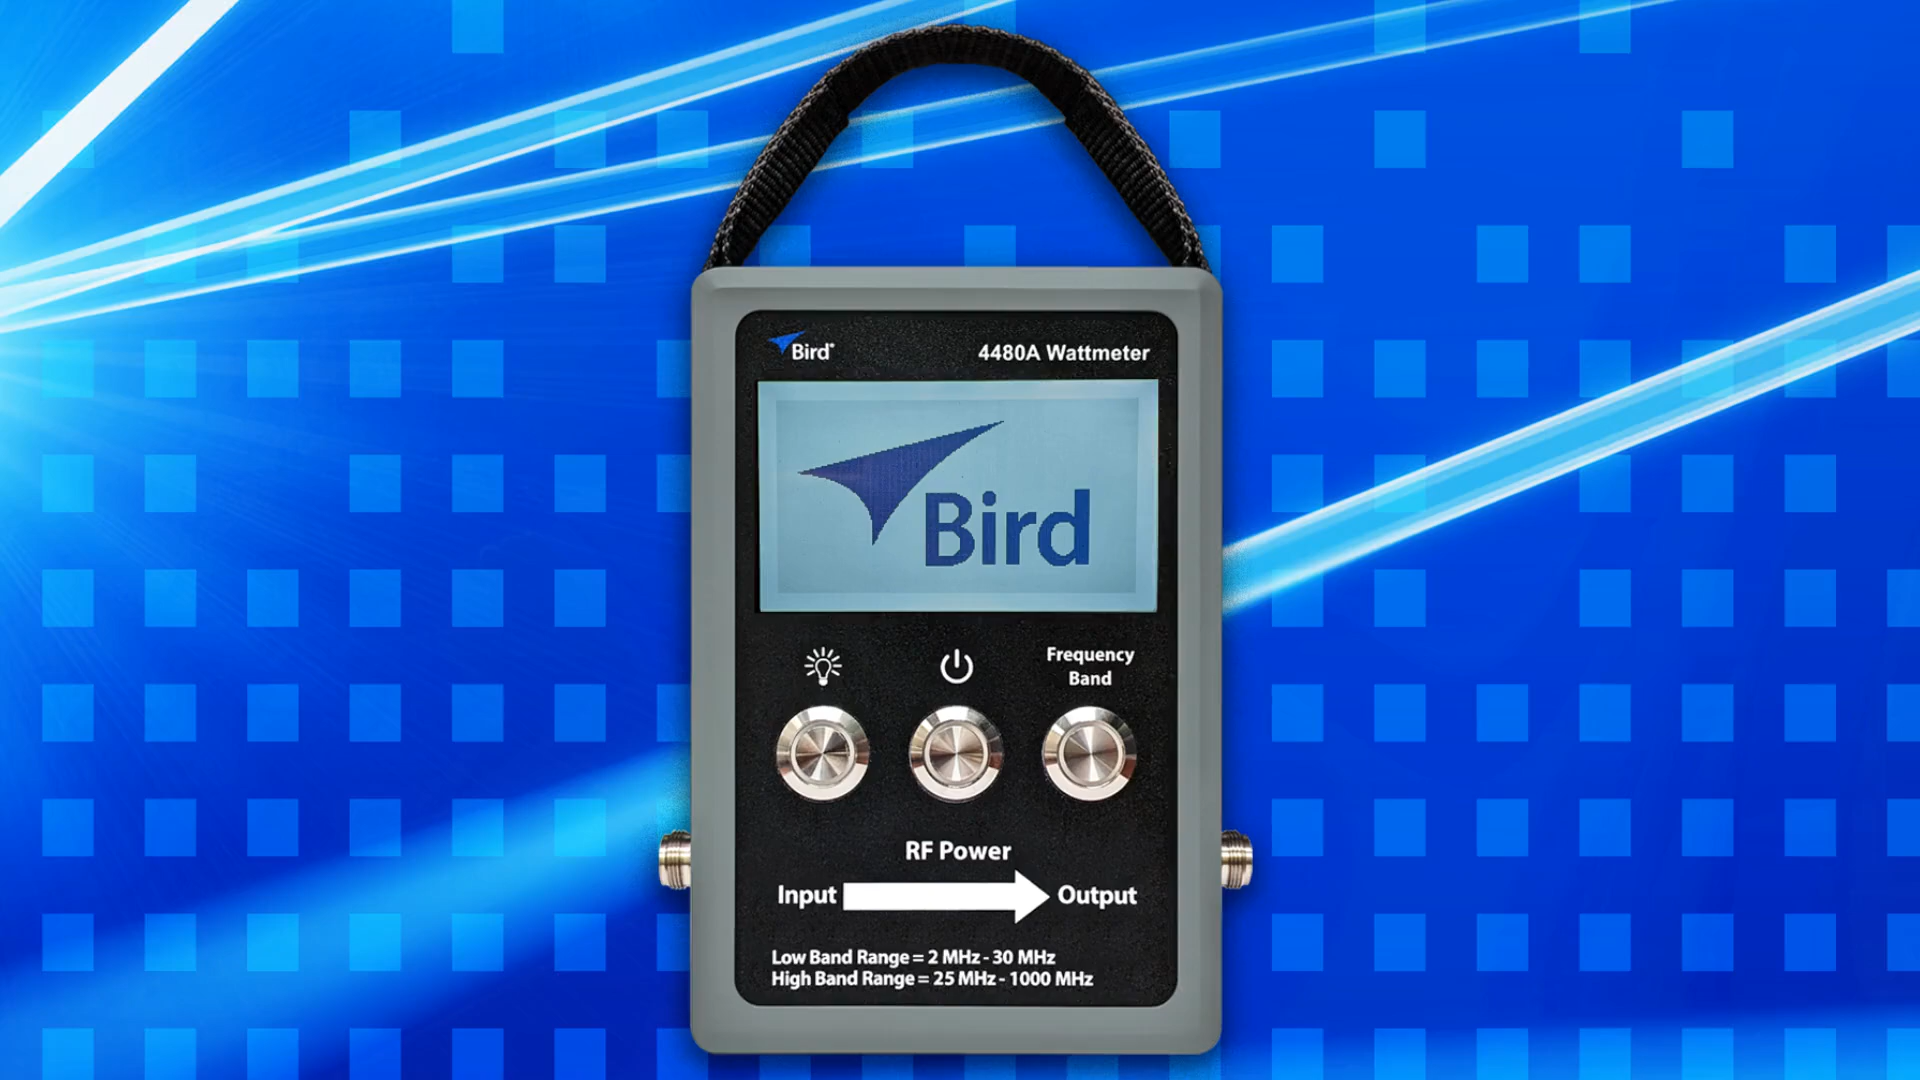 Bird®
4480A Wattmeter
Bird
Frequency
Band
RF Power
Input
Output
Low Band Range = 2 MHz - 30 MHz
High Band Range = 25 MHz - 1000 MHz